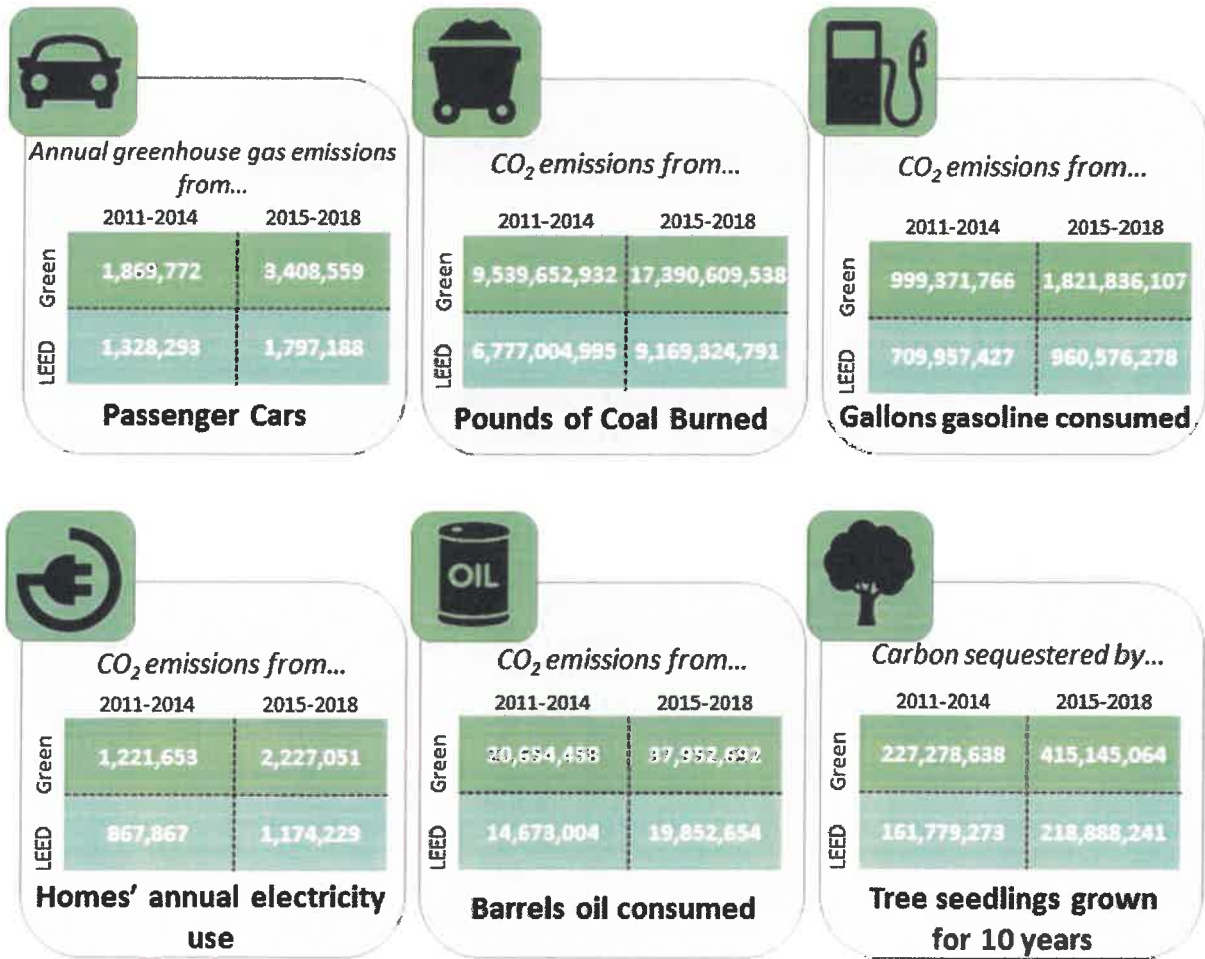 Annual greenhouse gas emissions
from...
2011-2014 2015-2018
Green 1,869,772 3,408,559
LEED 1,328,293 1,797,188
Passenger Cars
CO₂ emissions from...
2011-2014 2015-2018
Green 9,539,652,932 17,390,609,538
LEED 6,777,004,995 9,169,324,791
Pounds of Coal Burned
CO₂ emissions from...
2011-2014 2015-2018
Green 999,371,766 1,821,836,107
LEED 709,957,427 960,576,278
Gallons gasoline consumed
CO₂ emissions from...
2011-2014 2015-2018
Green 1,221,653 2,227,051
LEED 867,867 1,174,229
Homes' annual electricity
use
OIL
CO₂ emissions from...
2011-2014 2015-2018
Green
LEED 14,673,004 19,852,654
Barrels oil consumed
Carbon sequestered by...
2011-2014 2015-2018
Green 227,278,638 415,145,064
LEED 161,779,273 218,888,241
Tree seedlings grown
for 10 years